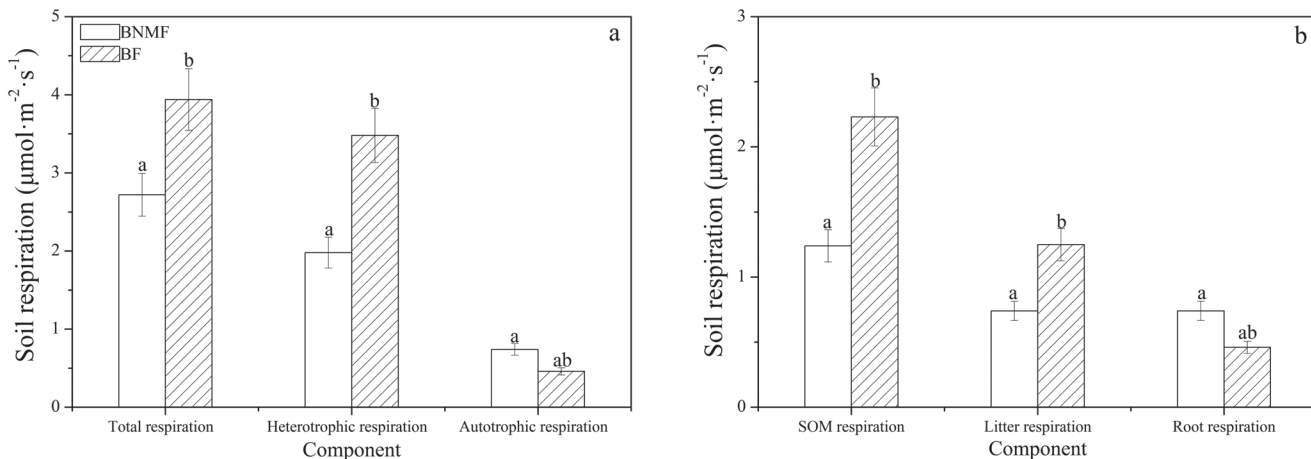 a
BNMF
BF
Soil respiration (μmol·m⁻²·s⁻¹)
5
4
3
2
1
0
a
b
a
b
a
ab
Total respiration
Heterotrophic respiration
Autotrophic respiration
Component
b
Soil respiration (μmol·m⁻²·s⁻¹)
3
2
1
0
a
b
a
b
a
ab
SOM respiration
Litter respiration
Root respiration
Component